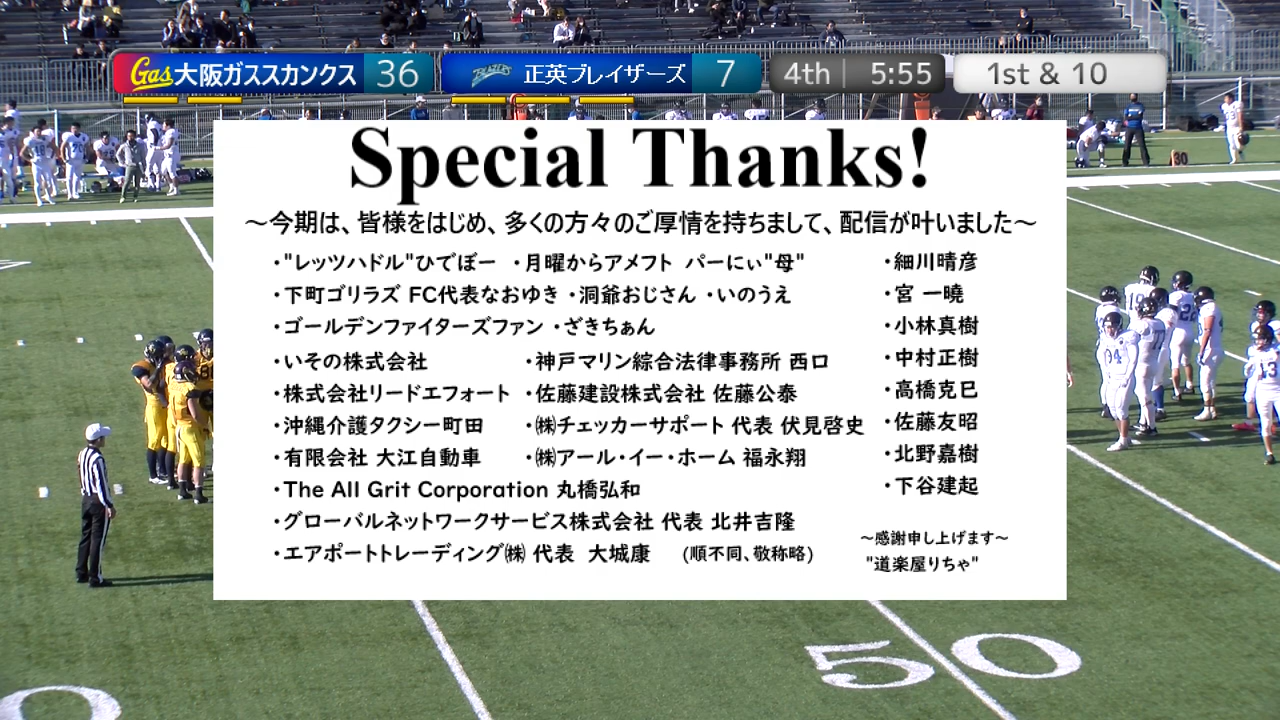 Gas大阪ガススカンクス 36 BLAZERS 正英ブレイザーズ 7 4th 5:55 1st & 10
Special Thanks!
～今期は、皆様をはじめ、多くの方々のご厚情を持ちまして、配信が叶いました～
・"レッツハドル"ひでぼー ・月曜からアメフト パーにぃ"母"
・下町ゴリラズ FC代表なおゆき ・洞爺おじさん ・いのうえ
・ゴールデンファイターズファン ・ざきちぁん
・いその株式会社 ・神戸マリン綜合法律事務所 西口
・株式会社リードエフォート ・佐藤建設株式会社 佐藤公泰
・沖縄介護タクシー町田 ・㈱チェッカーサポート 代表 伏見啓史
・有限会社 大江自動車 ・㈱アール・イー・ホーム 福永翔
・The All Grit Corporation 丸橋弘和
・グローバルネットワークサービス株式会社 代表 北井吉隆
・エアポートトレーディング㈱ 代表 大城康 (順不同、敬称略)
・細川晴彦
・宮 一曉
・小林真樹
・中村正樹
・高橋克巳
・佐藤友昭
・北野嘉樹
・下谷建起
～感謝申し上げます～
"道楽屋りちゃ"
30
50
0